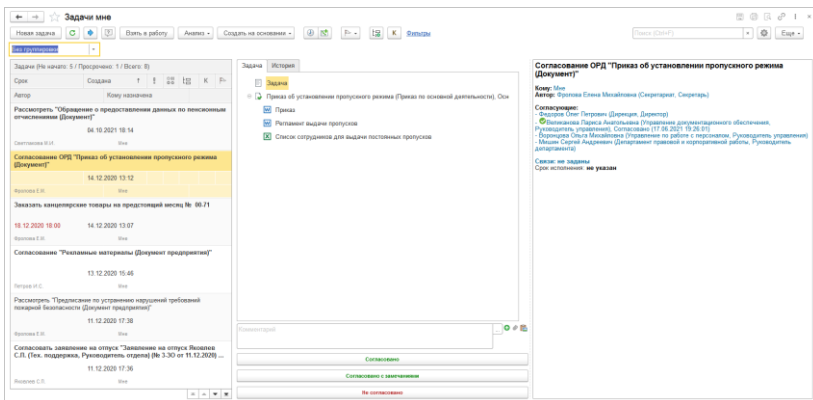 Задачи мне
Новая задача Взять в работу Анализ Создать на основании К Фильтры Поиск (Ctrl+F) Еще
Без группировки
Задачи (Не начато: 5 / Просрочено: 1 / Всего: 8)
Срок Создана К
Автор Кому назначена
Рассмотреть "Обращение о предоставлении данных по пенсионным
отчислениям (Документ)"
04.10.2021 18:14
Мне
Согласование ОРД "Приказ об установлении пропускного режима
(Документ)"
14.12.2020 13:12
Фролова Е.М. Мне
Заказать канцелярские товары на предстоящий месяц № 00-71
18.12.2020 18:00 14.12.2020 13:07
Фролова Е.М. Мне
Согласование "Рекламные материалы (Документ предприятия)"
13.12.2020 15:46
Петров И.С. Мне
Рассмотреть "Предписание по устранению нарушений требований
пожарной безопасности (Документ предприятия)"
11.12.2020 17:38
Фролова Е.М. Мне
Согласовать заявление на отпуск "Заявление на отпуск Яковлев
С.Л. (Тех. поддержка, Руководитель отдела) (№ 3-ЗО от 11.12.2020) ...
11.12.2020 17:36
Яковлев С.Л. Мне
Задача История
Задача
Приказ об установлении пропускного режима (Приказ по основной деятельности), Осн
Приказ
Регламент выдачи пропусков
Список сотрудников для выдачи постоянных пропусков
Комментарий
Согласовано
Согласовано с замечаниями
Не согласовано
Согласование ОРД "Приказ об установлении пропускного режима
(Документ)"
Кому: Мне
Автор: Фролова Елена Михайловна (Секретариат, Секретарь)
Согласующие:
- Федоров Олег Петрович (Дирекция, Директор)
- Великанова Лариса Анатольевна (Управление документационного обеспечения,
Руководитель управления), Согласовано (17.06.2021 19:26:01)
- Воронцова Ольга Михайловна (Управление по работе с персоналом, Руководитель управления)
- Мишин Сергей Андреевич (Департамент правовой и корпоративной работы, Руководитель
департамента)
Связи: не заданы
Срок исполнения: не указан